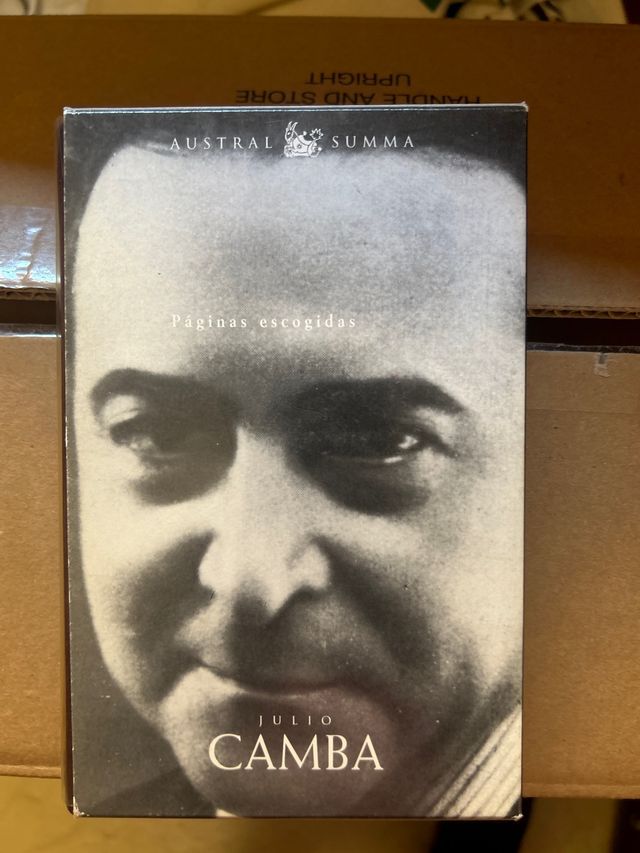 HANDLE AND STORE
UPRIGHT
AUSTRAL SUMMA
Páginas escogidas
JULIO
CAMBA